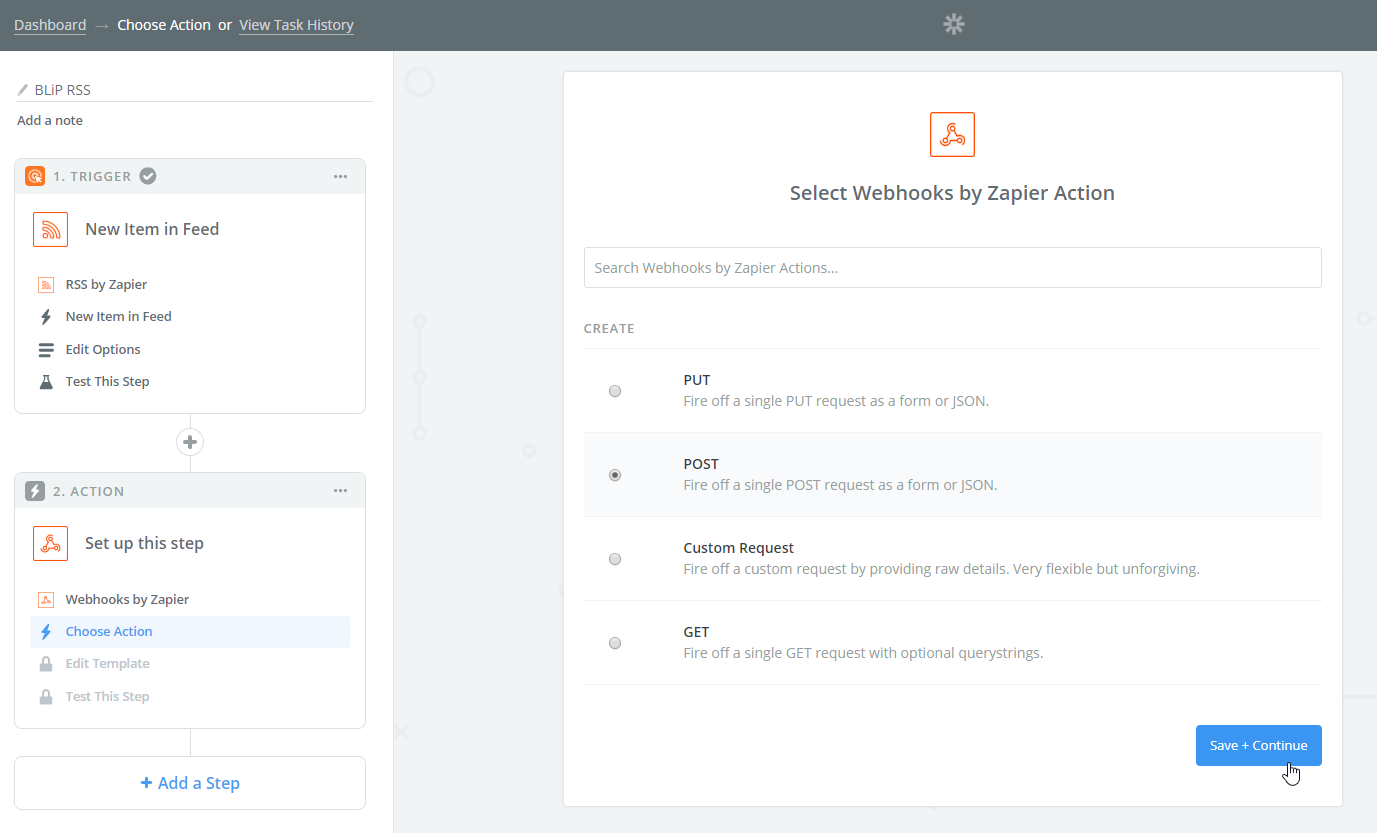 Dashboard → Choose Action or View Task History
BLiP RSS
Add a note
1. TRIGGER
New Item in Feed
RSS by Zapier
New Item in Feed
Edit Options
Test This Step
2. ACTION
Set up this step
Webhooks by Zapier
Choose Action
Edit Template
Test This Step
+ Add a Step
Select Webhooks by Zapier Action
Search Webhooks by Zapier Actions...
CREATE
PUT
Fire off a single PUT request as a form or JSON.
POST
Fire off a single POST request as a form or JSON.
Custom Request
Fire off a custom request by providing raw details. Very flexible but unforgiving.
GET
Fire off a single GET request with optional querystrings.
Save + Continue